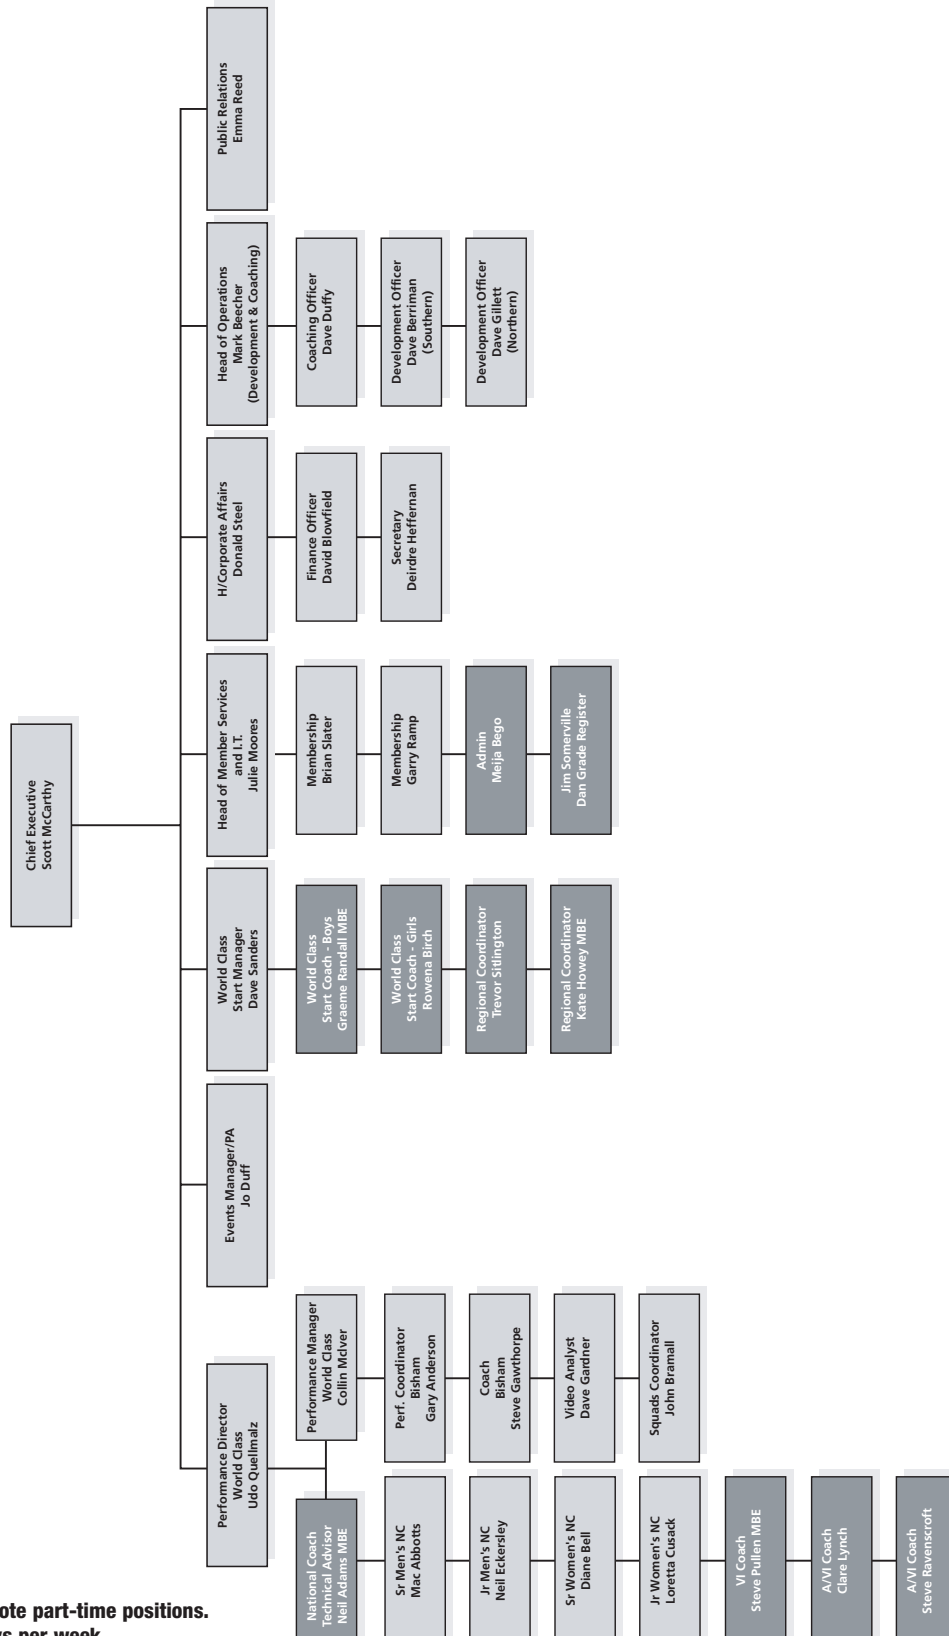 Chief Executive
Scott McCarthy
Performance Director
World Class
Udo Quellmalz
Events Manager/PA
Jo Duff
World Class
Start Manager
Dave Sanders
Head of Member Services
and I.T.
Julie Moores
H/Corporate Affairs
Donald Steel
Head of Operations
Mark Beecher
(Development & Coaching)
Public Relations
Emma Reed
National Coach
Technical Advisor
Neil Adams MBE
Sr Men's NC
Mac Abbotts
Jr Men's NC
Neil Eckersley
Sr Women's NC
Diane Bell
Jr Women's NC
Loretta Cusack
VI Coach
Steve Pullen MBE
A/VI Coach
Clare Lynch
A/VI Coach
Steve Ravenscroft
Performance Manager
World Class
Collin McIver
Perf. Coordinator
Bisham
Gary Anderson
Coach
Bisham
Steve Gawthorpe
Video Analyst
Dave Gardner
Squads Coordinator
John Bramall
World Class
Start Coach - Boys
Graeme Randall MBE
World Class
Start Coach - Girls
Rowena Birch
Regional Coordinator
Trevor Sitlington
Regional Coordinator
Kate Howey MBE
Membership
Brian Slater
Membership
Garry Ramp
Admin
Meija Bego
Jim Somerville
Dan Grade Register
Finance Officer
David Blowfield
Secretary
Deirdre Heffernan
Coaching Officer
Dave Duffy
Development Officer
Dave Berriman
(Southern)
Development Officer
Dave Gillett
(Northern)
part-time positions.
per week